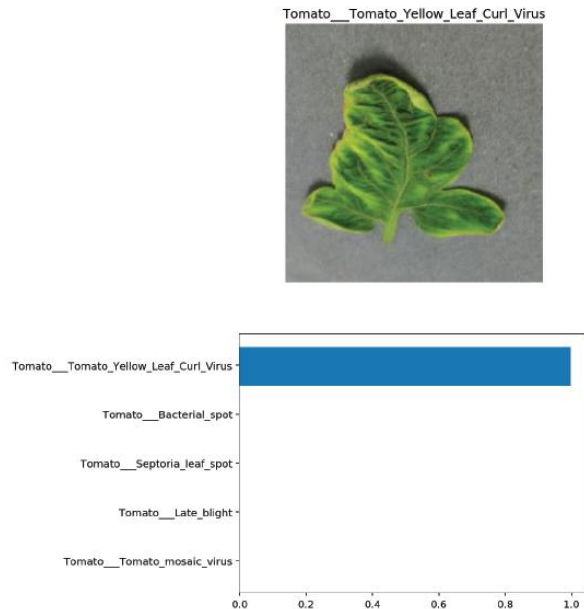 Tomato___Tomato_Yellow_Leaf_Curl_Virus
Tomato___Tomato_Yellow_Leaf_Curl_Virus
Tomato___Bacterial_spot
Tomato___Septoria_leaf_spot
Tomato___Late_blight
Tomato___Tomato_mosaic_virus
0.0 0.2 0.4 0.6 0.8 1.0